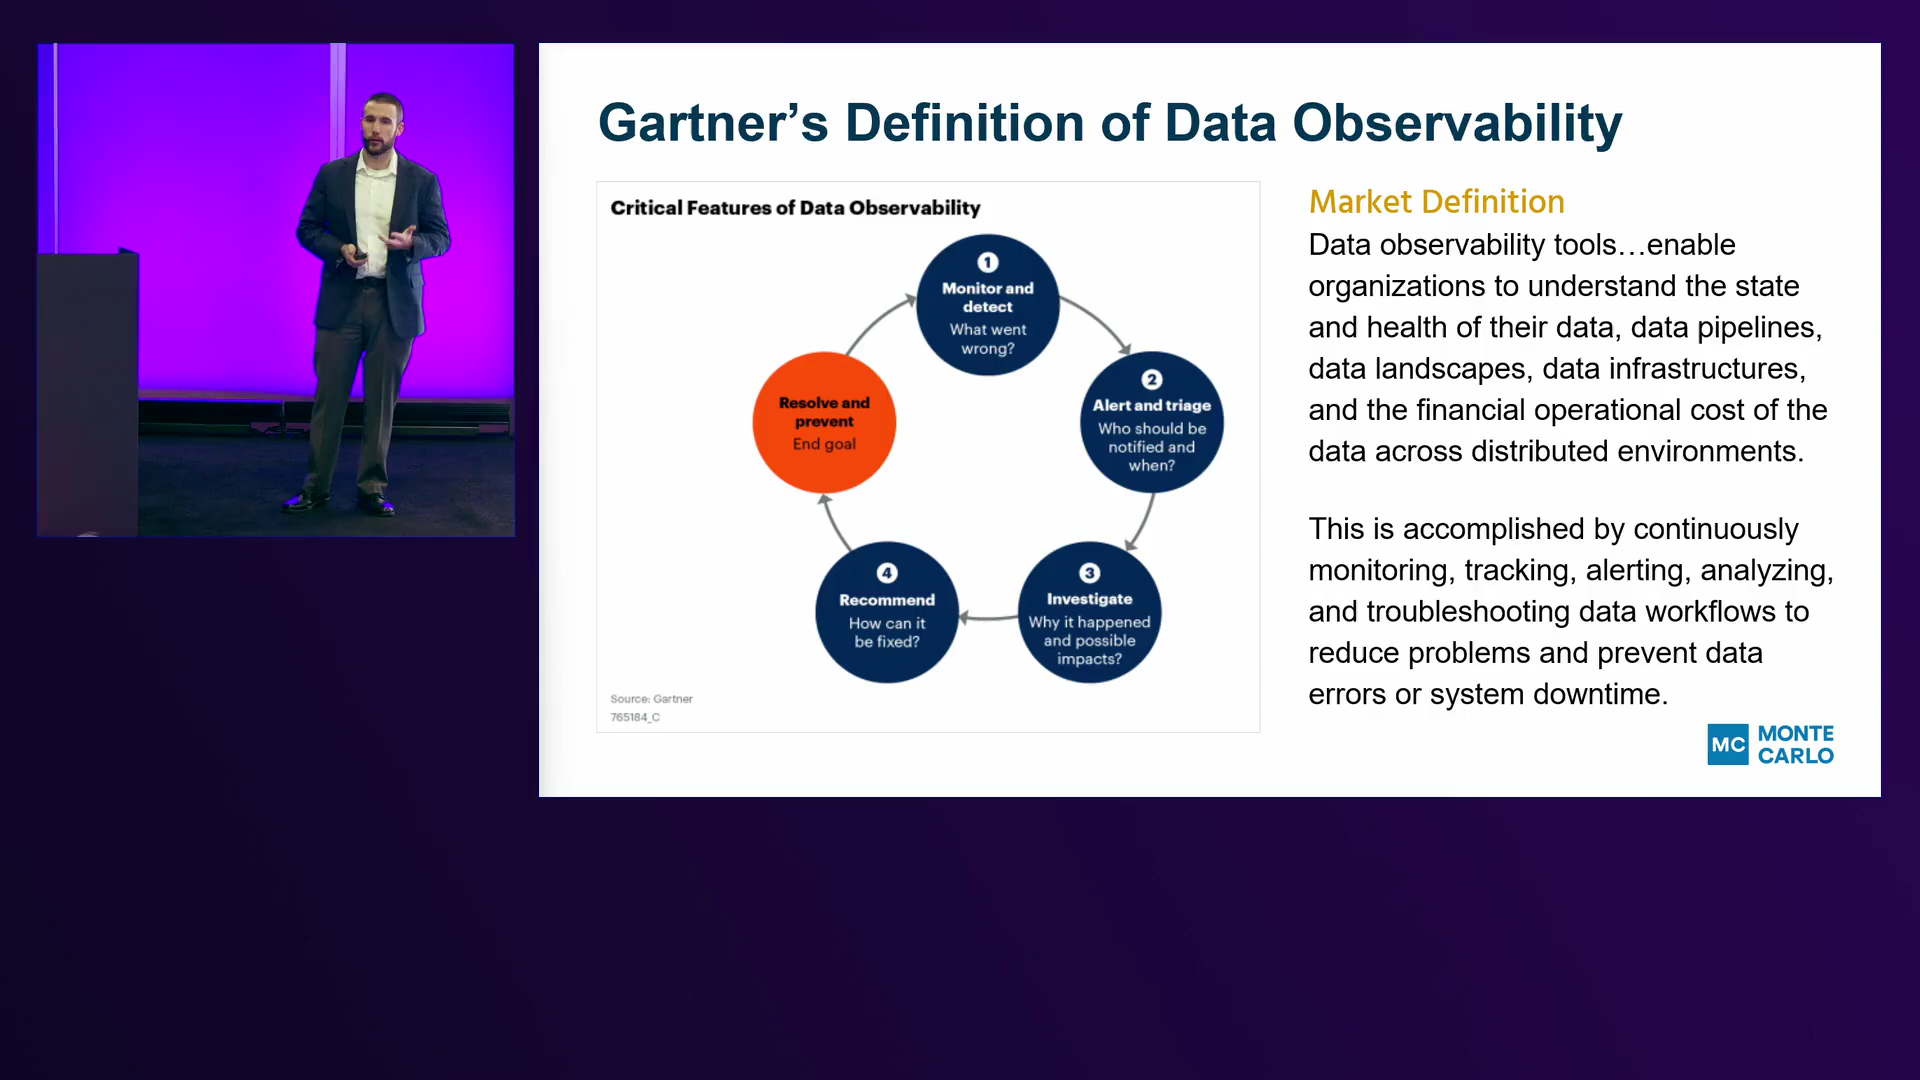 Gartner’s Definition of Data Observability
Critical Features of Data Observability
1
Monitor and
detect
What went
wrong?
2
Alert and triage
Who should be
notified and
when?
3
Investigate
Why it happened
and possible
impacts?
4
Recommend
How can it
be fixed?
Resolve and
prevent
End goal
Source: Gartner
765184_C
Market Definition
Data observability tools…enable
organizations to understand the state
and health of their data, data pipelines,
data landscapes, data infrastructures,
and the financial operational cost of the
data across distributed environments.
This is accomplished by continuously
monitoring, tracking, alerting, analyzing,
and troubleshooting data workflows to
reduce problems and prevent data
errors or system downtime.
MC
MONTE
CARLO